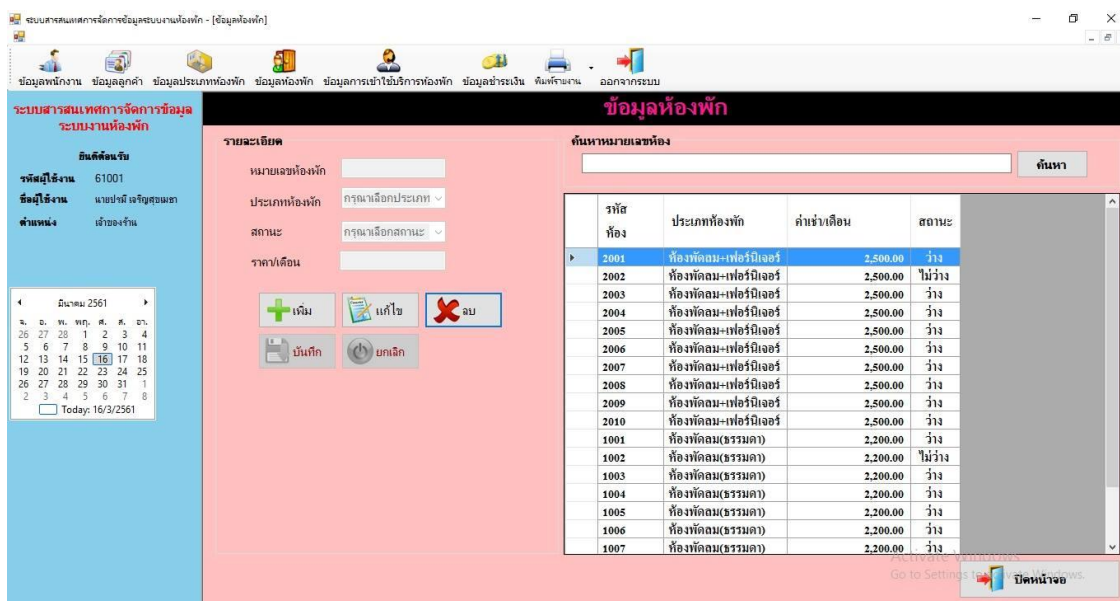 ระบบสารสนเทศการจัดการข้อมูลระบบงานห้องพัก - [ข้อมูลห้องพัก]
ข้อมูลพนักงาน ข้อมูลลูกค้า ข้อมูลประเภทห้องพัก ข้อมูลห้องพัก ข้อมูลการเข้าใช้บริการห้องพัก ข้อมูลชำระเงิน พิมพ์รายงาน ออกจากระบบ
ระบบสารสนเทศการจัดการข้อมูล
ระบบงานห้องพัก
ยินดีต้อนรับ
รหัสผู้ใช้งาน 61001
ชื่อผู้ใช้งาน นายปรมี เจริญสุขเมธา
ตำแหน่ง เจ้าของร้าน
มีนาคม 2561
จ. อ. พ. พฤ. ศ. ส. อา.
26 27 28 1 2 3 4
5 6 7 8 9 10 11
12 13 14 15 16 17 18
19 20 21 22 23 24 25
26 27 28 29 30 31 1
2 3 4 5 6 7 8
Today: 16/3/2561
ข้อมูลห้องพัก
รายละเอียด
หมายเลขห้องพัก
ประเภทห้องพัก กรุณาเลือกประเภท
สถานะ กรุณาเลือกสถานะ
ราคา/เดือน
เพิ่ม แก้ไข ลบ
บันทึก ยกเลิก
ค้นหาหมายเลขห้อง
ค้นหา
รหัส
ห้อง ประเภทห้องพัก ค่าเช่า/เดือน สถานะ
2001 ห้องพัดลม+เฟอร์นิเจอร์ 2,500.00 ว่าง
2002 ห้องพัดลม+เฟอร์นิเจอร์ 2,500.00 ไม่ว่าง
2003 ห้องพัดลม+เฟอร์นิเจอร์ 2,500.00 ว่าง
2004 ห้องพัดลม+เฟอร์นิเจอร์ 2,500.00 ว่าง
2005 ห้องพัดลม+เฟอร์นิเจอร์ 2,500.00 ว่าง
2006 ห้องพัดลม+เฟอร์นิเจอร์ 2,500.00 ว่าง
2007 ห้องพัดลม+เฟอร์นิเจอร์ 2,500.00 ว่าง
2008 ห้องพัดลม+เฟอร์นิเจอร์ 2,500.00 ว่าง
2009 ห้องพัดลม+เฟอร์นิเจอร์ 2,500.00 ว่าง
2010 ห้องพัดลม+เฟอร์นิเจอร์ 2,500.00 ว่าง
1001 ห้องพัดลม(ธรรมดา) 2,200.00 ว่าง
1002 ห้องพัดลม(ธรรมดา) 2,200.00 ไม่ว่าง
1003 ห้องพัดลม(ธรรมดา) 2,200.00 ว่าง
1004 ห้องพัดลม(ธรรมดา) 2,200.00 ว่าง
1005 ห้องพัดลม(ธรรมดา) 2,200.00 ว่าง
1006 ห้องพัดลม(ธรรมดา) 2,200.00 ว่าง
1007 ห้องพัดลม(ธรรมดา) 2,200.00 ว่าง
Activate Windows
Go to Settings to activate Windows.
ปิดหน้าจอ